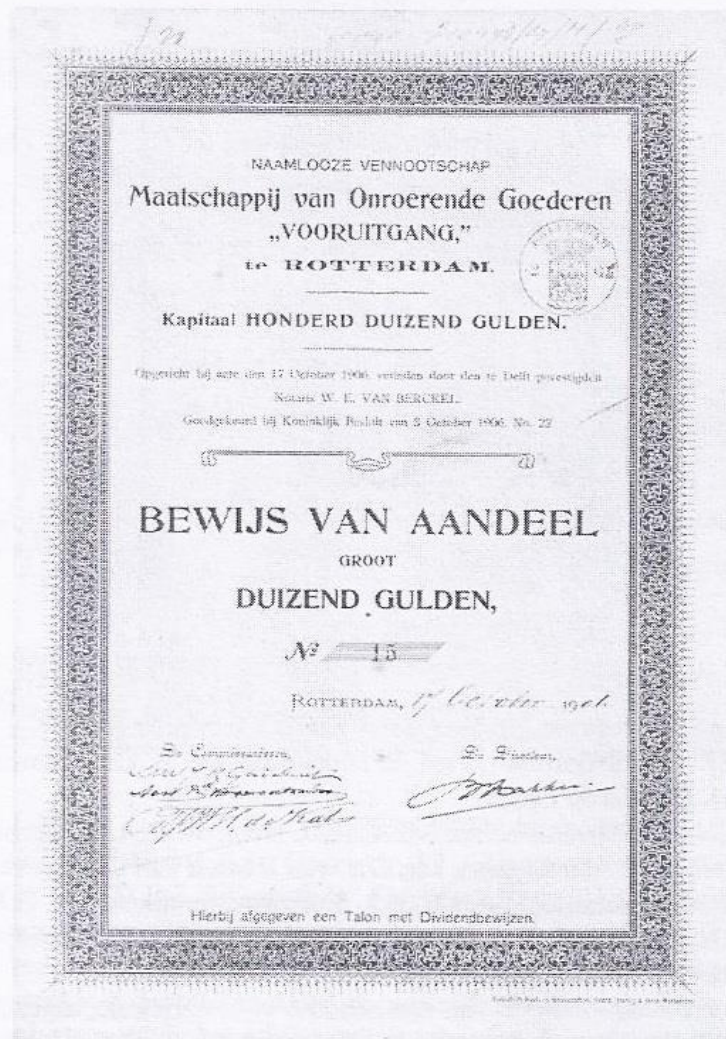 NAAMLOOZE VENNOOTSCHAP
Maatschappij van Onroerende Goederen
„VOORUITGANG,”
te ROTTERDAM.
Kapitaal HONDERD DUIZEND GULDEN.
Opgericht bij acte den 17 October 1906, verleden door den te Delft gevestigden
Notaris W. E. VAN BERCKEL.
Goedgekeurd bij Koninklijk Besluit van 5 October 1906, No. 22
BEWIJS VAN AANDEEL
GROOT
DUIZEND GULDEN,
No 15
ROTTERDAM, 17 October 1906.
De Commissarissen, De Directeur,
Hierbij afgegeven een Talon met Dividendbewijzen.